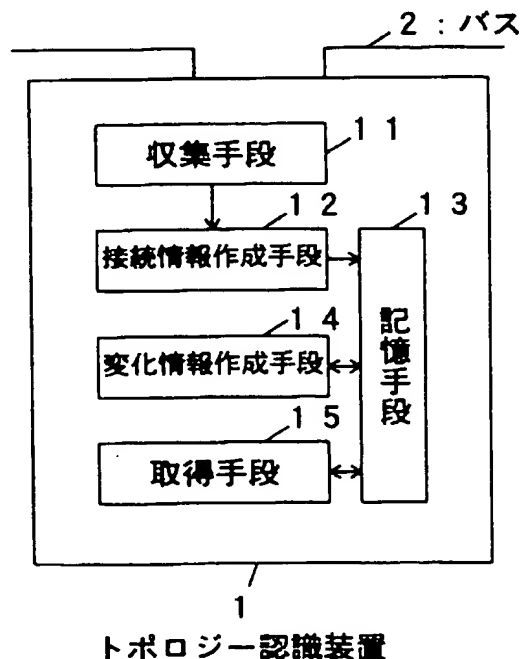 2：バス
11
収集手段
12
13
接続情報作成手段
記憶手段
14
変化情報作成手段
15
取得手段
1
トポロジー認識装置